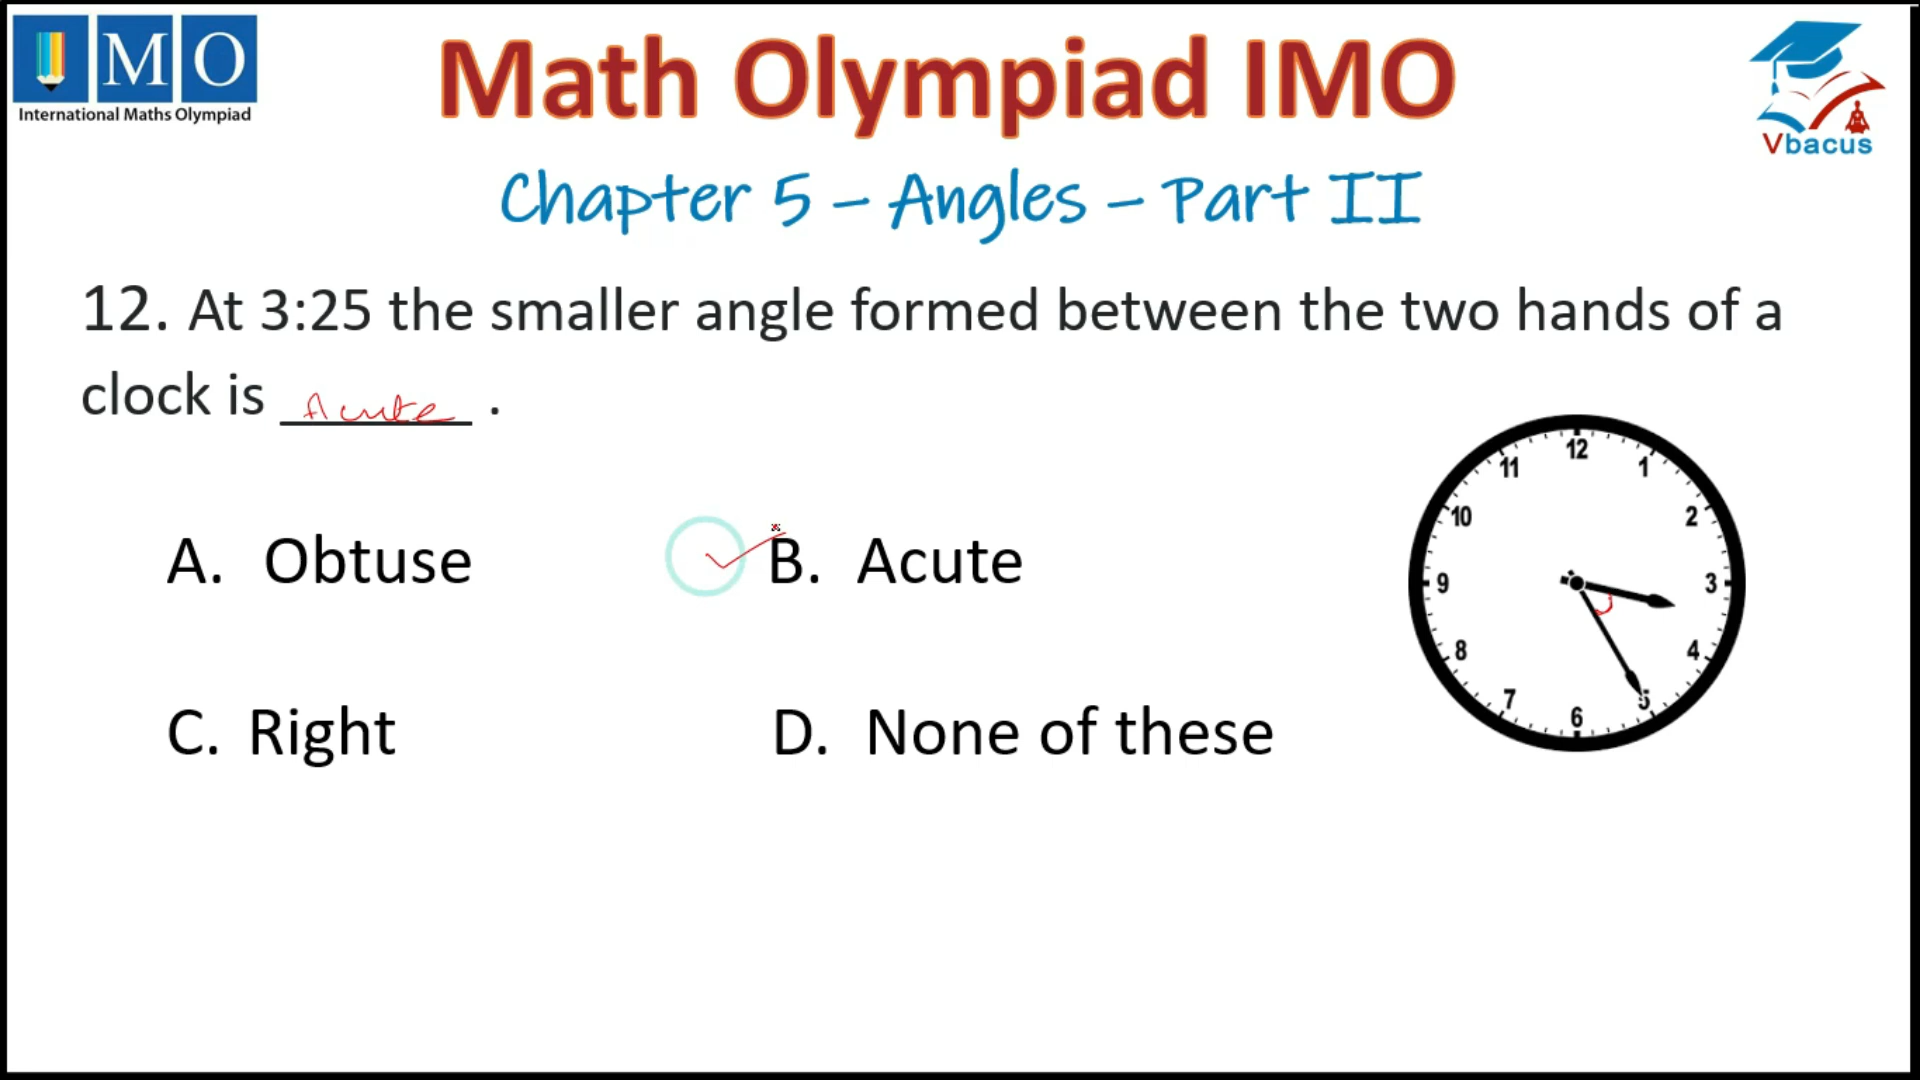 IMO
International Maths Olympiad
Math Olympiad IMO
Vbacus
Chapter 5 – Angles – Part II
12. At 3:25 the smaller angle formed between the two hands of a
clock is Acute .
A. Obtuse
B. Acute
C. Right
D. None of these
12
11
1
10
2
9
3
8
4
7
5
6